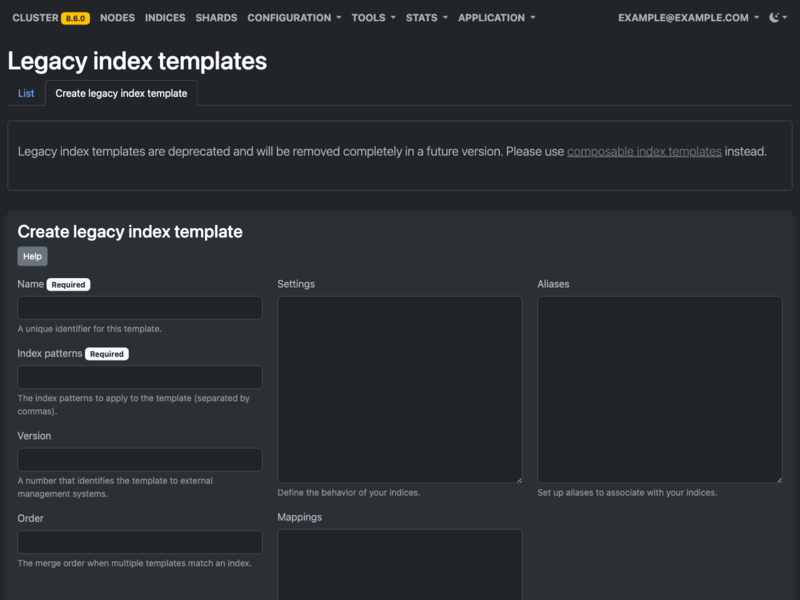 CLUSTER 8.6.0 NODES INDICES SHARDS CONFIGURATION TOOLS STATS APPLICATION EXAMPLE@EXAMPLE.COM
Legacy index templates
List Create legacy index template
Legacy index templates are deprecated and will be removed completely in a future version. Please use composable index templates instead.
Create legacy index template
Help
Name Required
A unique identifier for this template.
Index patterns Required
The index patterns to apply to the template (separated by
commas).
Version
A number that identifies the template to external
management systems.
Order
The merge order when multiple templates match an index.
Settings
Define the behavior of your indices.
Mappings
Aliases
Set up aliases to associate with your indices.